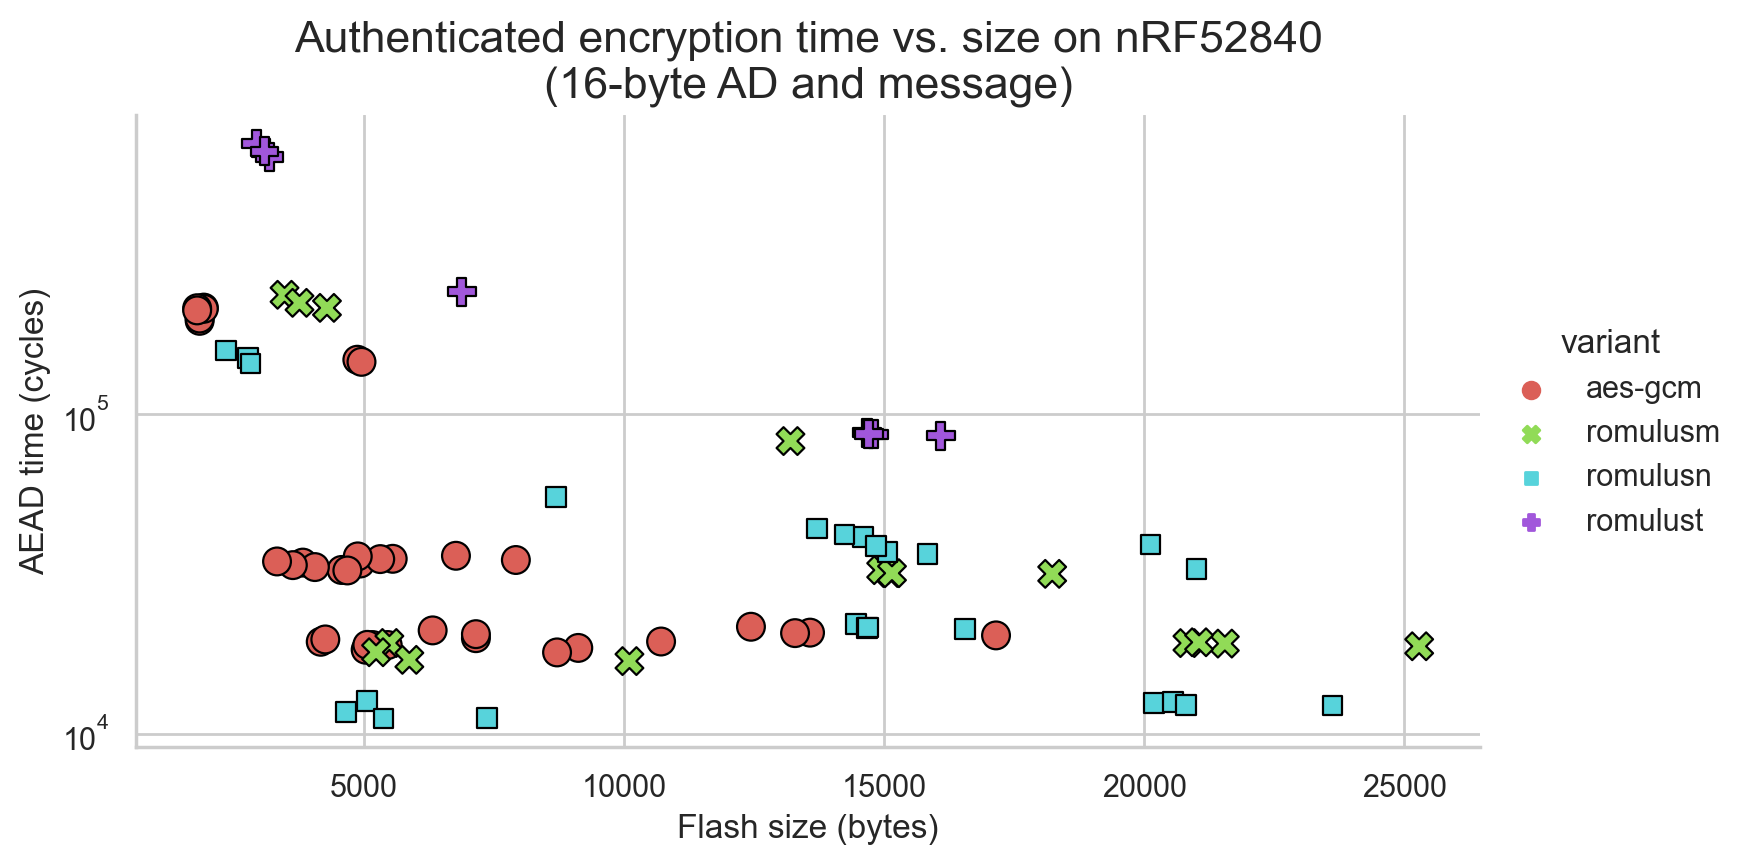 Authenticated encryption time vs. size on nRF52840
(16-byte AD and message)
AEAD time (cycles)
10^5
10^4
5000 10000 15000 20000 25000
Flash size (bytes)
variant
aes-gcm
romulusm
romulusn
romulust